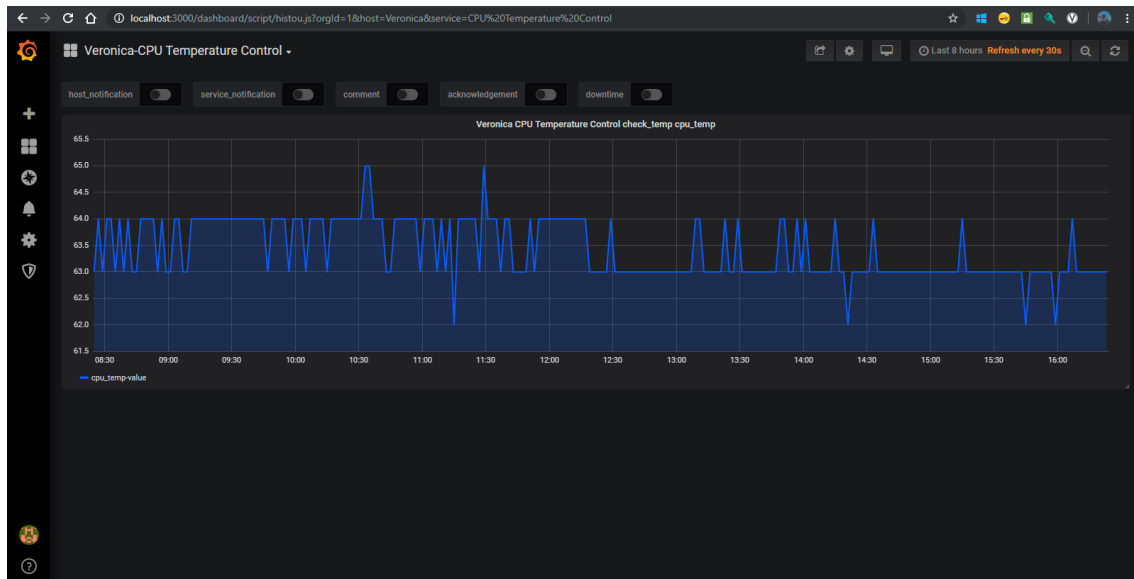 localhost:3000/dashboard/script/histou.js?orgId=1&host=Veronica&service=CPU%20Temperature%20Control
Veronica-CPU Temperature Control
Last 8 hours Refresh every 30s
host_notification service_notification comment acknowledgement downtime
Veronica CPU Temperature Control check_temp cpu_temp
65.5
65.0
64.5
64.0
63.5
63.0
62.5
62.0
61.5
08:30 09:00 09:30 10:00 10:30 11:00 11:30 12:00 12:30 13:00 13:30 14:00 14:30 15:00 15:30 16:00
cpu_temp-value